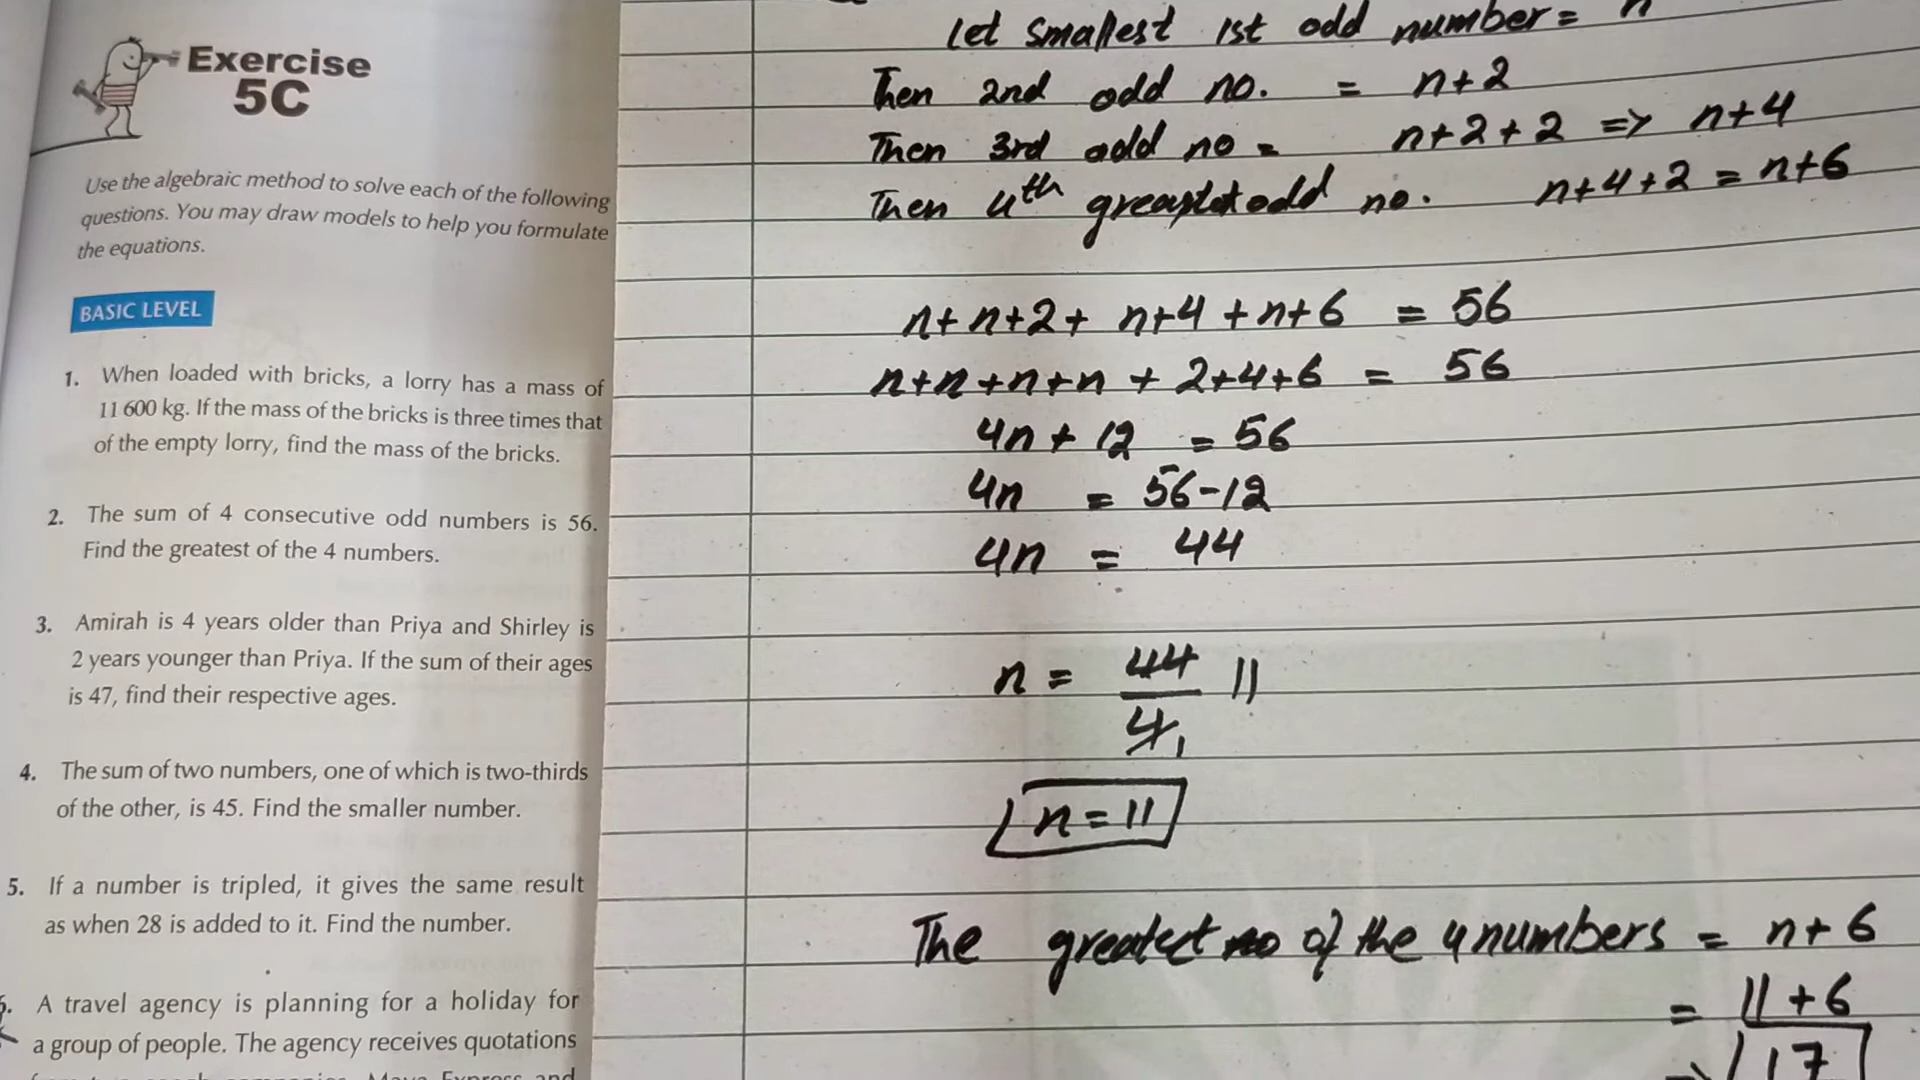 Exercise
5C
Use the algebraic method to solve each of the following
questions. You may draw models to help you formulate
the equations.
BASIC LEVEL
1. When loaded with bricks, a lorry has a mass of
11 600 kg. If the mass of the bricks is three times that
of the empty lorry, find the mass of the bricks.
2. The sum of 4 consecutive odd numbers is 56.
Find the greatest of the 4 numbers.
3. Amirah is 4 years older than Priya and Shirley is
2 years younger than Priya. If the sum of their ages
is 47, find their respective ages.
4. The sum of two numbers, one of which is two-thirds
of the other, is 45. Find the smaller number.
5. If a number is tripled, it gives the same result
as when 28 is added to it. Find the number.
A travel agency is planning for a holiday for
a group of people. The agency receives quotations
Let smallest 1st odd number = n
Then 2nd odd no. = n+2
Then 3rd odd no = n+2+2 => n+4
Then 4th odd no. n+4+2 = n+6
n+n+2+ n+4+n+6 = 56
n+n+n+n + 2+4+6 = 56
4n + 12 = 56
4n = 56-12
4n = 44
n = 44 11
4 1
n = 11
The greatest no of the 4 numbers = n+6
= 11+6
=> 17